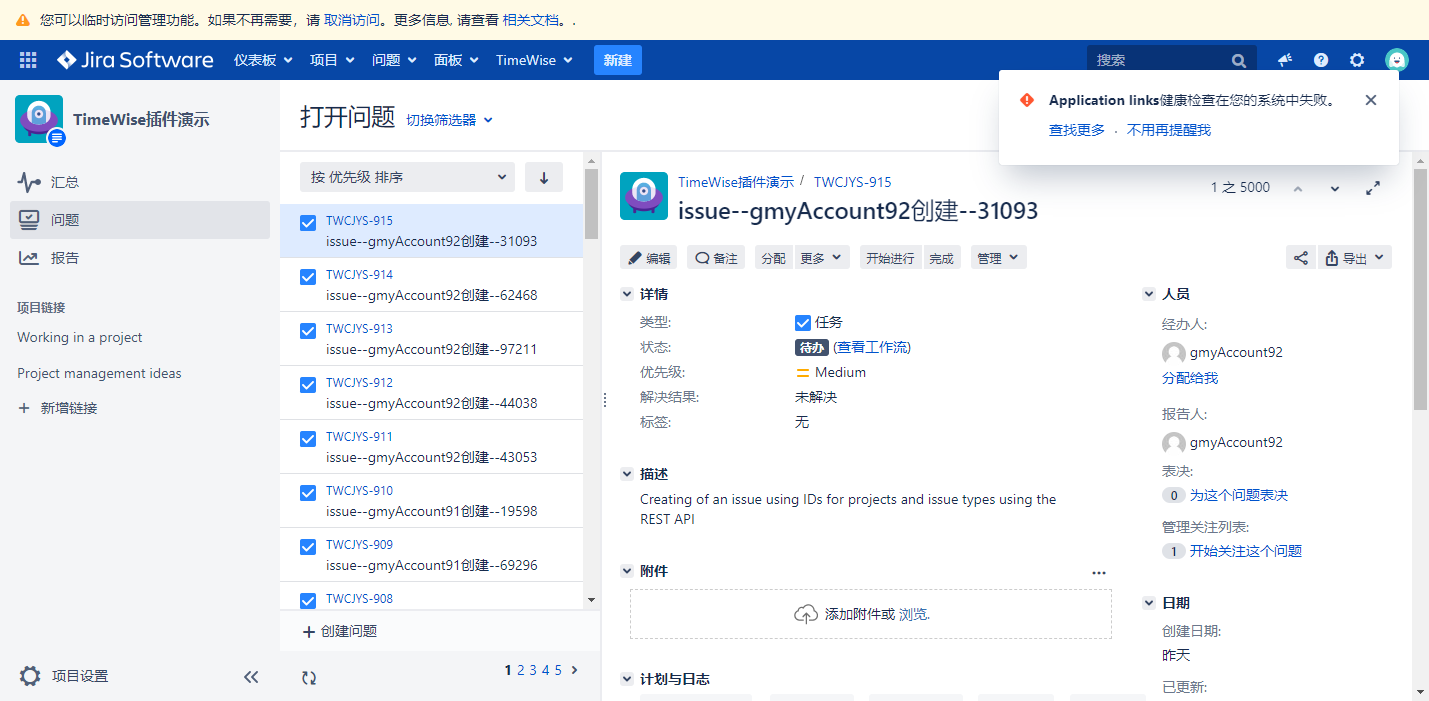 您可以临时访问管理功能。如果不再需要，请 取消访问。更多信息, 请查看 相关文档。.
Jira Software 仪表板 项目 问题 面板 TimeWise 新建 搜索
Application links健康检查在您的系统中失败。
查找更多 · 不用再提醒我
TimeWise插件演示
汇总
问题
报告
项目链接
Working in a project
Project management ideas
新增链接
项目设置
打开问题 切换筛选器
按 优先级 排序
TWCJYS-915
issue--gmyAccount92创建--31093
TWCJYS-914
issue--gmyAccount92创建--62468
TWCJYS-913
issue--gmyAccount92创建--97211
TWCJYS-912
issue--gmyAccount92创建--44038
TWCJYS-911
issue--gmyAccount92创建--43053
TWCJYS-910
issue--gmyAccount91创建--19598
TWCJYS-909
issue--gmyAccount91创建--69296
TWCJYS-908
创建问题
1 2 3 4 5
TimeWise插件演示 / TWCJYS-915
1 之 5000
issue--gmyAccount92创建--31093
编辑 备注 分配 更多 开始进行 完成 管理 导出
详情
类型: 任务
状态: 待办 (查看工作流)
优先级: Medium
解决结果: 未解决
标签: 无
描述
Creating of an issue using IDs for projects and issue types using the
REST API
附件
添加附件或 浏览.
计划与日志
人员
经办人:
gmyAccount92
分配给我
报告人:
gmyAccount92
表决:
0 为这个问题表决
管理关注列表:
1 开始关注这个问题
日期
创建日期:
昨天
已更新: